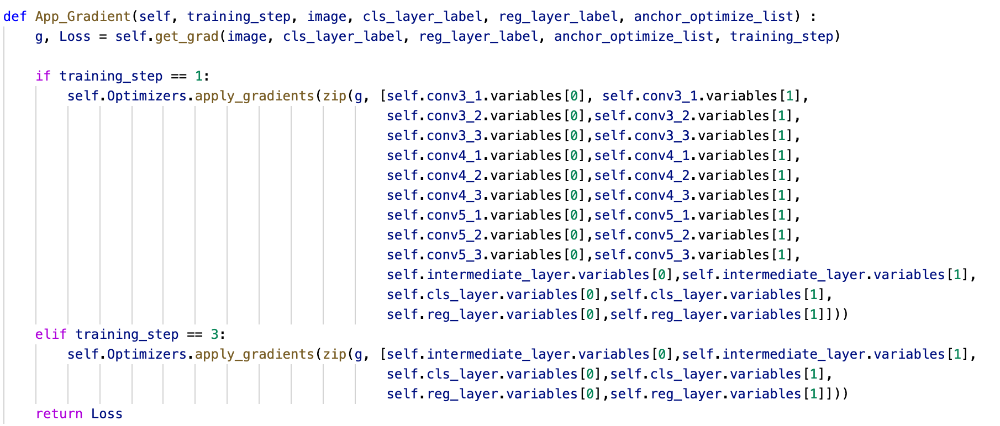 def App_Gradient(self, training_step, image, cls_layer_label, reg_layer_label, anchor_optimize_list) :
    g, Loss = self.get_grad(image, cls_layer_label, reg_layer_label, anchor_optimize_list, training_step)

    if training_step == 1:
        self.Optimizers.apply_gradients(zip(g, [self.conv3_1.variables[0], self.conv3_1.variables[1],
                                                self.conv3_2.variables[0],self.conv3_2.variables[1],
                                                self.conv3_3.variables[0],self.conv3_3.variables[1],
                                                self.conv4_1.variables[0],self.conv4_1.variables[1],
                                                self.conv4_2.variables[0],self.conv4_2.variables[1],
                                                self.conv4_3.variables[0],self.conv4_3.variables[1],
                                                self.conv5_1.variables[0],self.conv5_1.variables[1],
                                                self.conv5_2.variables[0],self.conv5_2.variables[1],
                                                self.conv5_3.variables[0],self.conv5_3.variables[1],
                                                self.intermediate_layer.variables[0],self.intermediate_layer.variables[1],
                                                self.cls_layer.variables[0],self.cls_layer.variables[1],
                                                self.reg_layer.variables[0],self.reg_layer.variables[1]]))
    elif training_step == 3:
        self.Optimizers.apply_gradients(zip(g, [self.intermediate_layer.variables[0],self.intermediate_layer.variables[1],
                                                self.cls_layer.variables[0],self.cls_layer.variables[1],
                                                self.reg_layer.variables[0],self.reg_layer.variables[1]]))
    return Loss